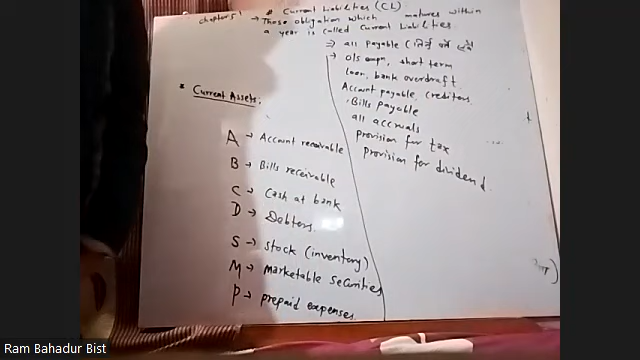 chapter 5)
* Current Liabilities (CL)
→ Those obligation which matures within
a year is called current Liabilities.
⇒ all payable
→ o/s exp, short term
loan, bank overdraft.
Account payable, creditors
Bills payable
all accruals
provision for tax
provision for dividend
* Current Assets.
A → Account receivable
B → Bills receivable
C → Cash at bank
D → Debtors
S → stock (inventory)
M → marketable securities
P → prepaid expenses
Ram Bahadur Bist